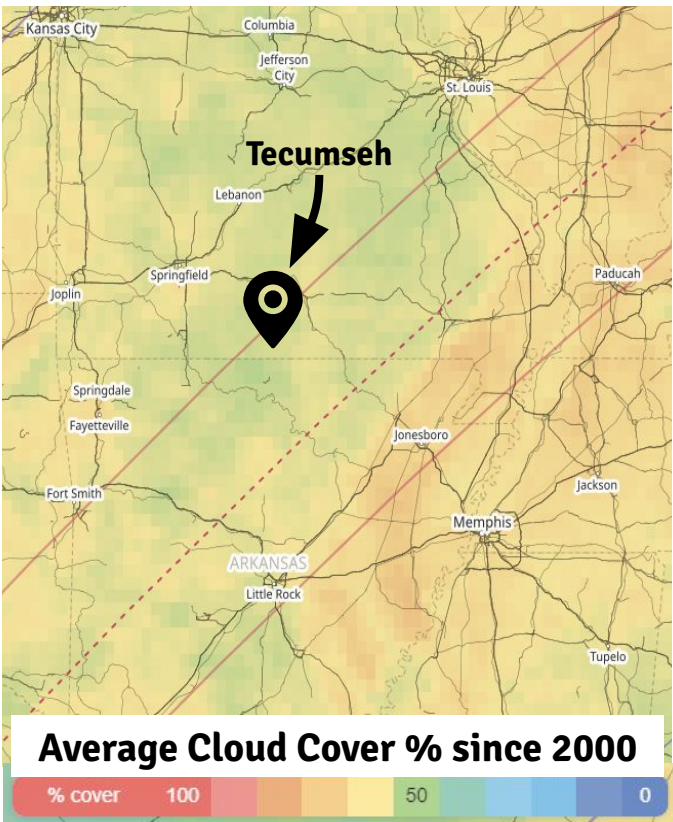 Kansas City
Columbia
Jefferson
City
St. Louis
Tecumseh
Lebanon
Springfield
Paducah
Joplin
Springdale
Fayetteville
Jonesboro
Fort Smith
Jackson
Memphis
ARKANSAS
Little Rock
Tupelo
Average Cloud Cover % since 2000
% cover 100 50 0